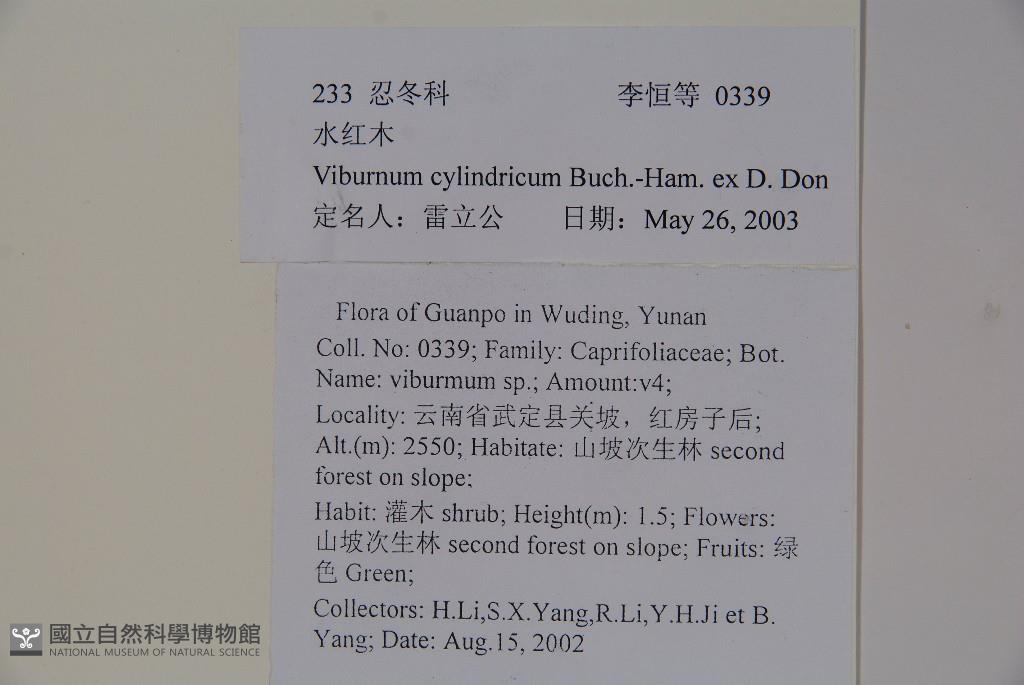 233 忍冬科 李恒等 0339
水红木
Viburnum cylindricum Buch.-Ham. ex D. Don
定名人：雷立公 日期：May 26, 2003
Flora of Guanpo in Wuding, Yunan
Coll. No: 0339; Family: Caprifoliaceae; Bot.
Name: viburmum sp.; Amount:v4;
Locality: 云南省武定县关坡，红房子后;
Alt.(m): 2550; Habitate: 山坡次生林 second
forest on slope;
Habit: 灌木 shrub; Height(m): 1.5; Flowers:
山坡次生林 second forest on slope; Fruits: 绿
色 Green;
Collectors: H.Li,S.X.Yang,R.Li,Y.H.Ji et B.
Yang; Date: Aug.15, 2002
國立自然科學博物館
NATIONAL MUSEUM OF NATURAL SCIENCE